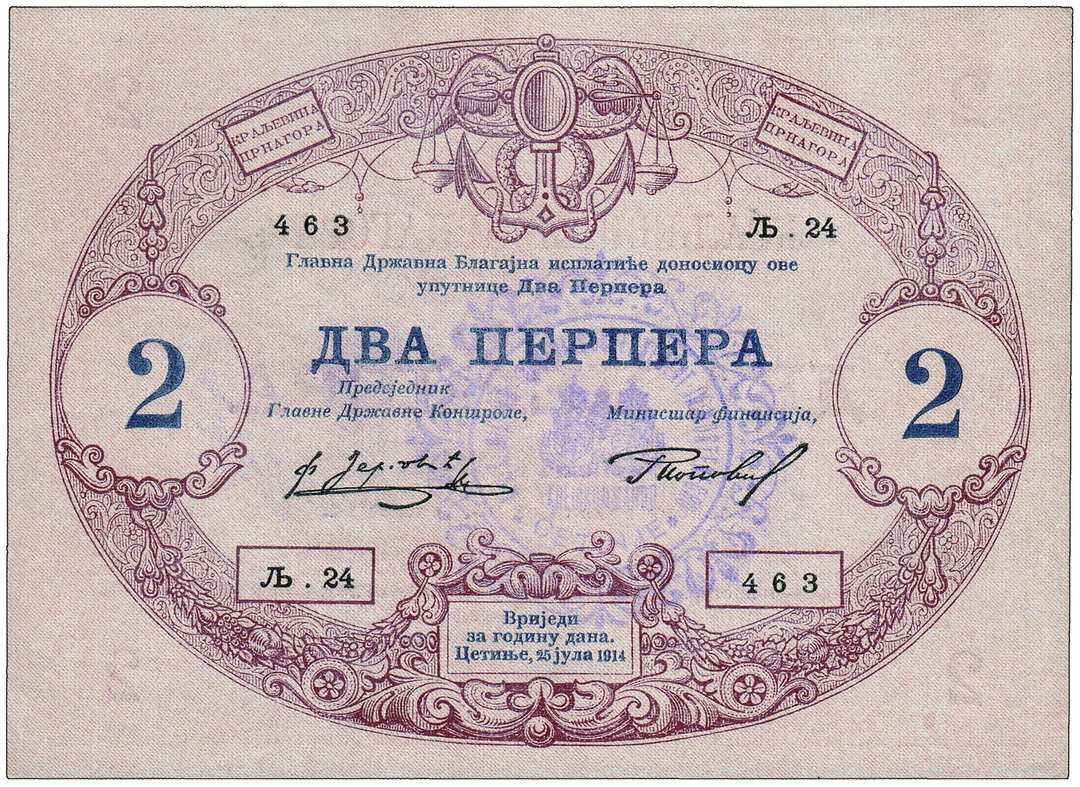 КРАЉЕВИНА
ЦРНАГОРА
КРАЉЕВИНА
ЦРНАГОРА
463
Љ . 24
Главна Државна Благајна исплатиће доносиоцу ове
упутнице Два Перпера
2
ДВА ПЕРПЕРА
2
Предсједник
Главне Државне Контроле,
Министар финансија,
Љ . 24
463
Вриједи
за годину дана.
Цетиње, 25 јула 1914